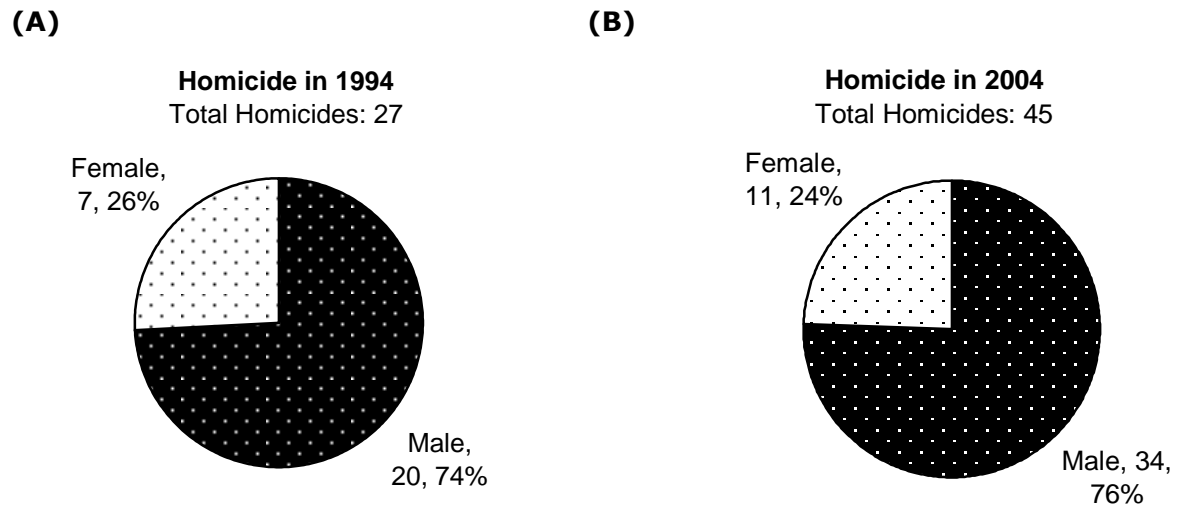 (A)
Homicide in 1994
Total Homicides: 27
Female,
7, 26%
Male,
20, 74%
(B)
Homicide in 2004
Total Homicides: 45
Female,
11, 24%
Male, 34,
76%